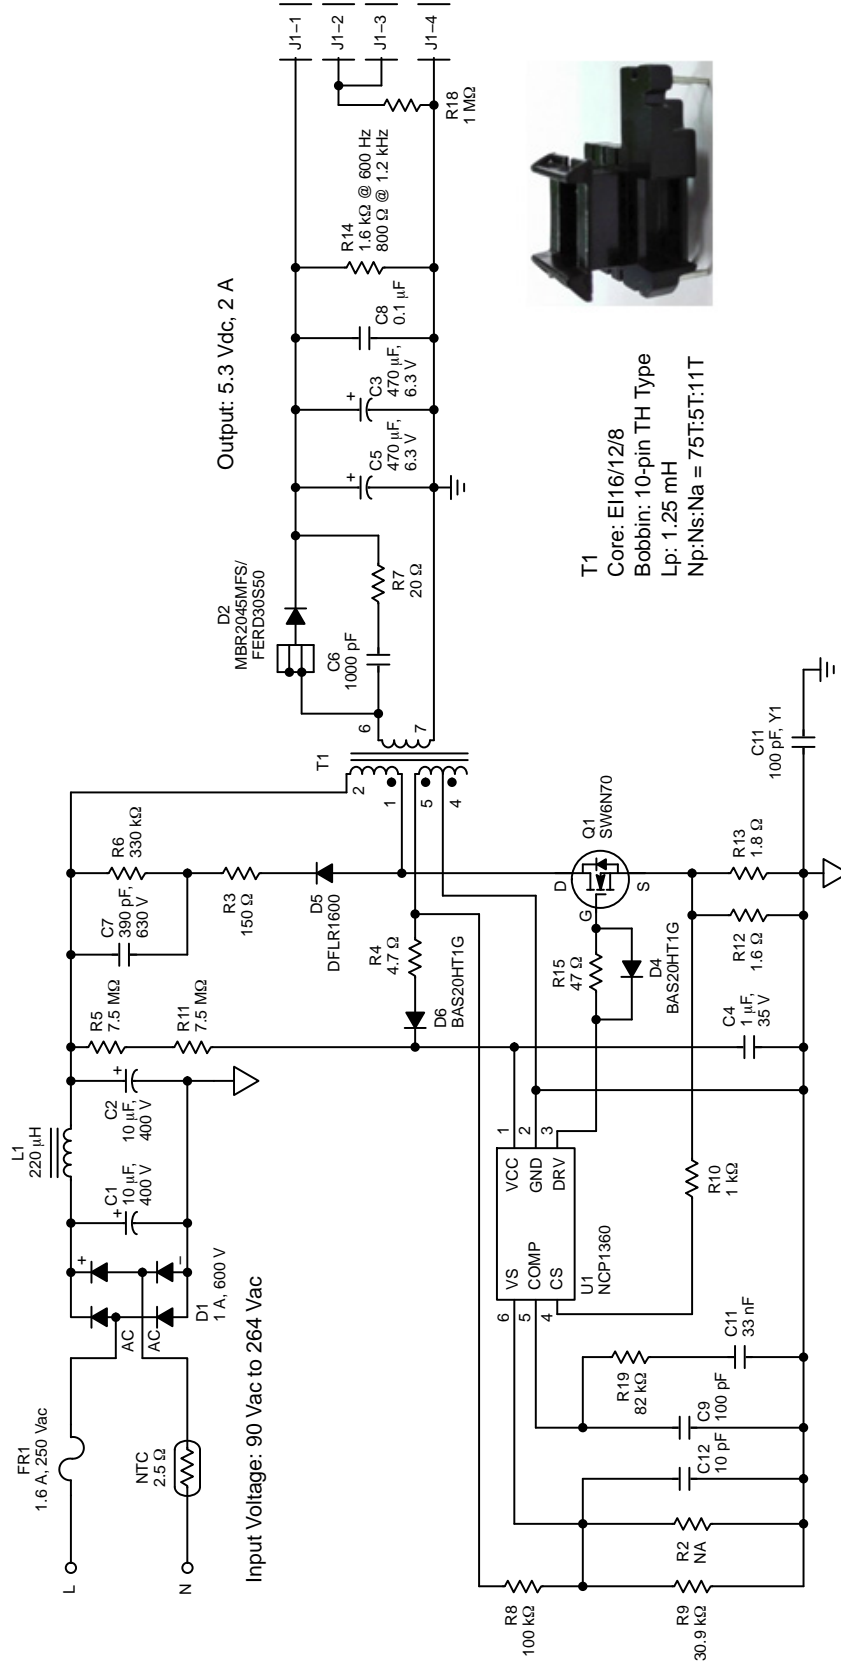 L
N
FR1
1.6 A, 250 Vac
NTC
2.5 Ω
Input Voltage: 90 Vac to 264 Vac
AC
AC
+
−
D1
1 A, 600 V
C1
10 μF,
400 V
+
L1
220 μH
C2
10 μF,
400 V
+
R5
7.5 MΩ
R11
7.5 MΩ
C7
390 pF,
630 V
R6
330 kΩ
R3
150 Ω
D5
DFLR1600
T1
2
1
5
4
6
7
R4
4.7 Ω
D6
BAS20HT1G
D2
MBR2045MFS/
FERD30S50
C6
1000 pF
R7
20 Ω
Output: 5.3 Vdc, 2 A
+
C5
470 μF,
6.3 V
+
C3
470 μF,
6.3 V
C8
0.1 μF
R14
1.6 kΩ @ 600 Hz
800 Ω @ 1.2 kHz
R18
1 MΩ
J1−1
J1−2
J1−3
J1−4
R8
100 kΩ
R9
30.9 kΩ
R2
NA
C12
10 pF
C9
100 pF
R19
82 kΩ
C11
33 nF
6
5
4
VS
COMP
CS
VCC
GND
DRV
1
2
3
U1
NCP1360
R10
1 kΩ
C4
1 μF,
35 V
R15
47 Ω
D4
BAS20HT1G
D
G
S
Q1
SW6N70
R12
1.6 Ω
R13
1.8 Ω
C11
100 pF, Y1
T1
Core: EI16/12/8
Bobbin: 10-pin TH Type
Lp: 1.25 mH
Np:Ns:Na = 75T:5T:11T